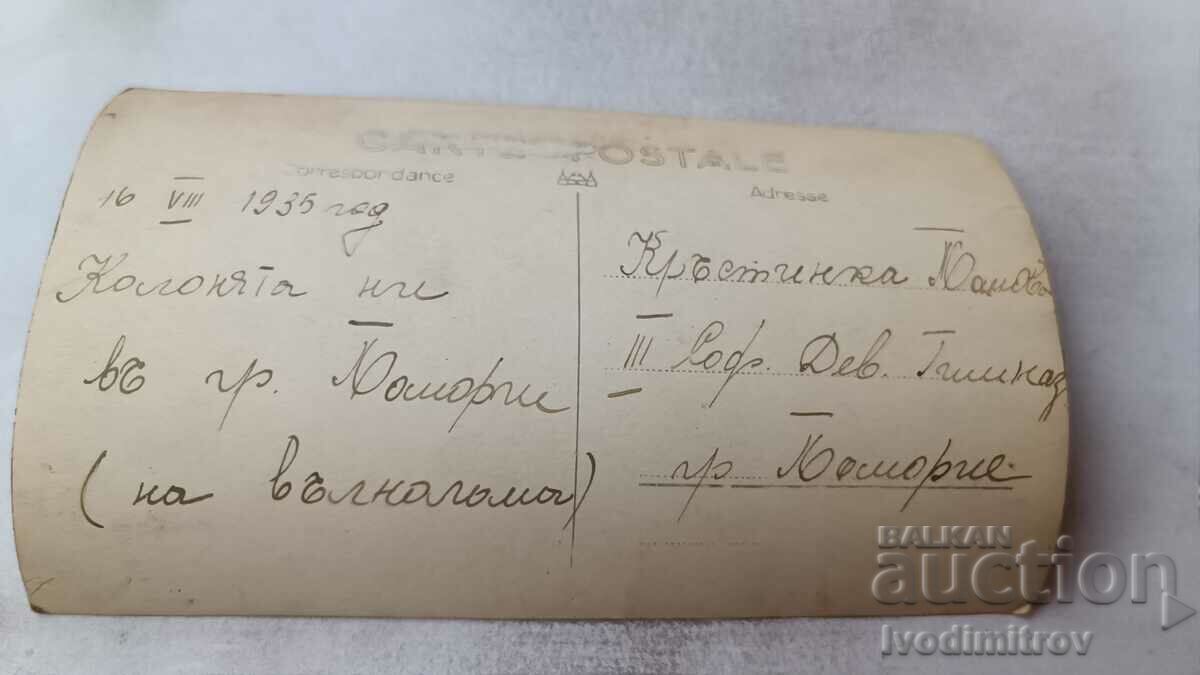 CARTE POSTALE
Correspondance
Adresse
16 VIII 1935 год
Колонята ни
въ гр. Поморие
(на вълнолома)
Кръстинка
III Соф. Дев. Гимназ
гр. Поморие.
BALKAN
auction
Ivodimitrov